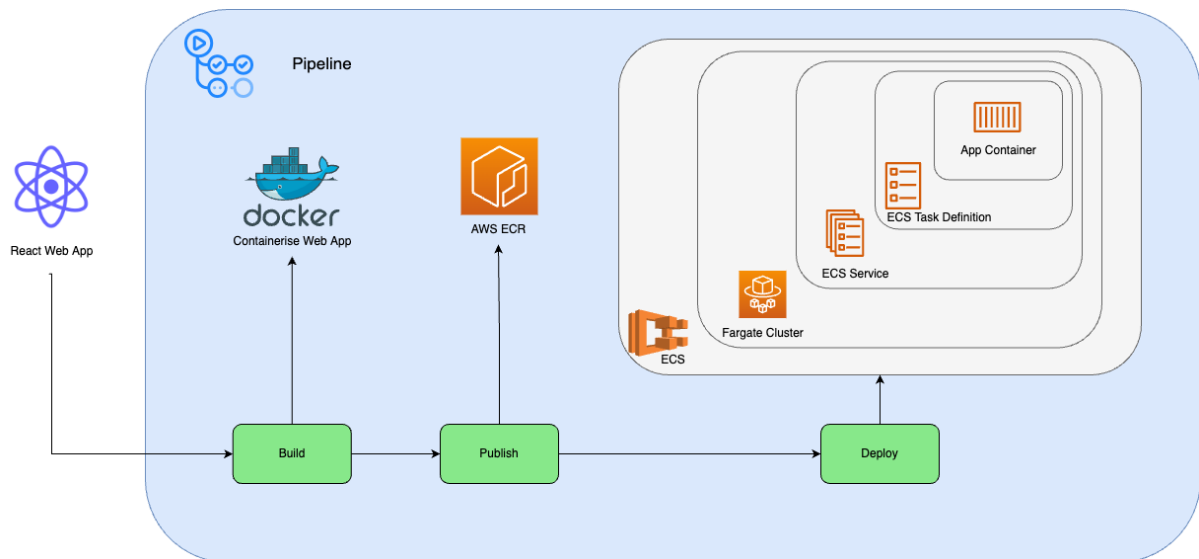 Pipeline
React Web App
docker
Containerise Web App
AWS ECR
App Container
ECS Task Definition
ECS Service
Fargate Cluster
ECS
Build
Publish
Deploy